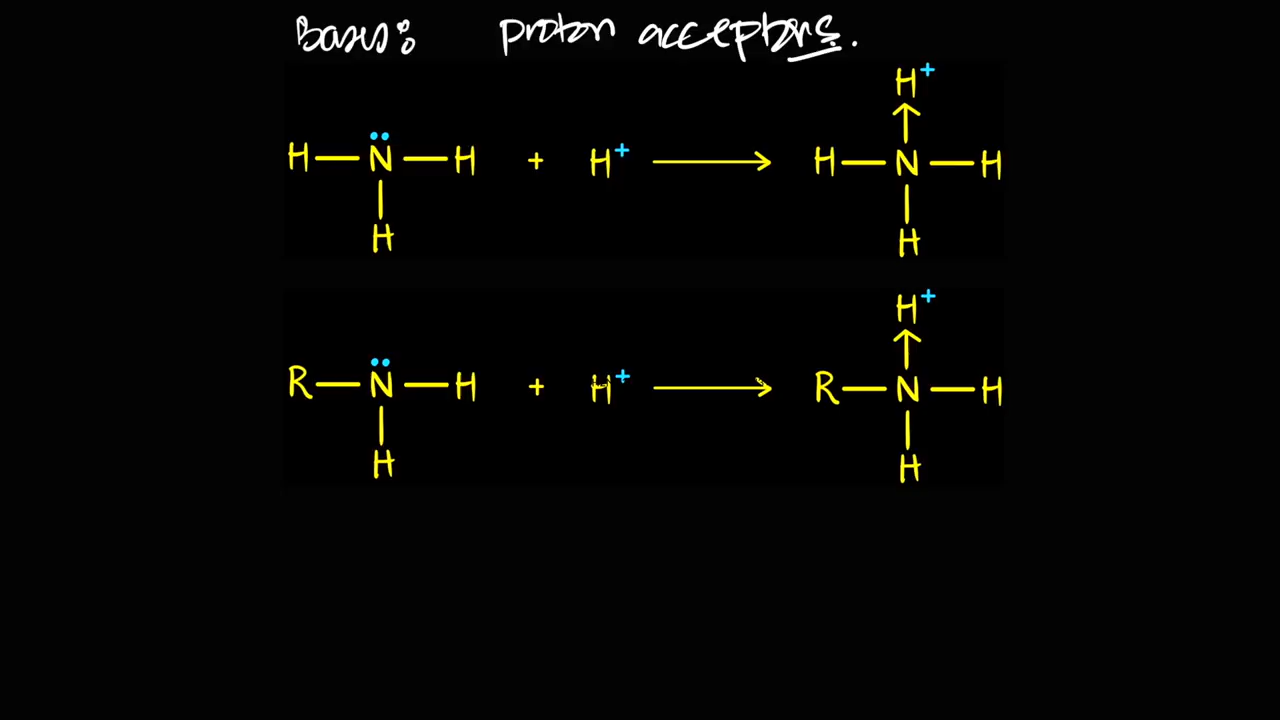 Bases: proton acceptors.
H⁺
H — N̈ — H + H⁺ ⟶ H — N — H
H H
H⁺
R — N̈ — H + H⁺ ⟶ R — N — H
H H